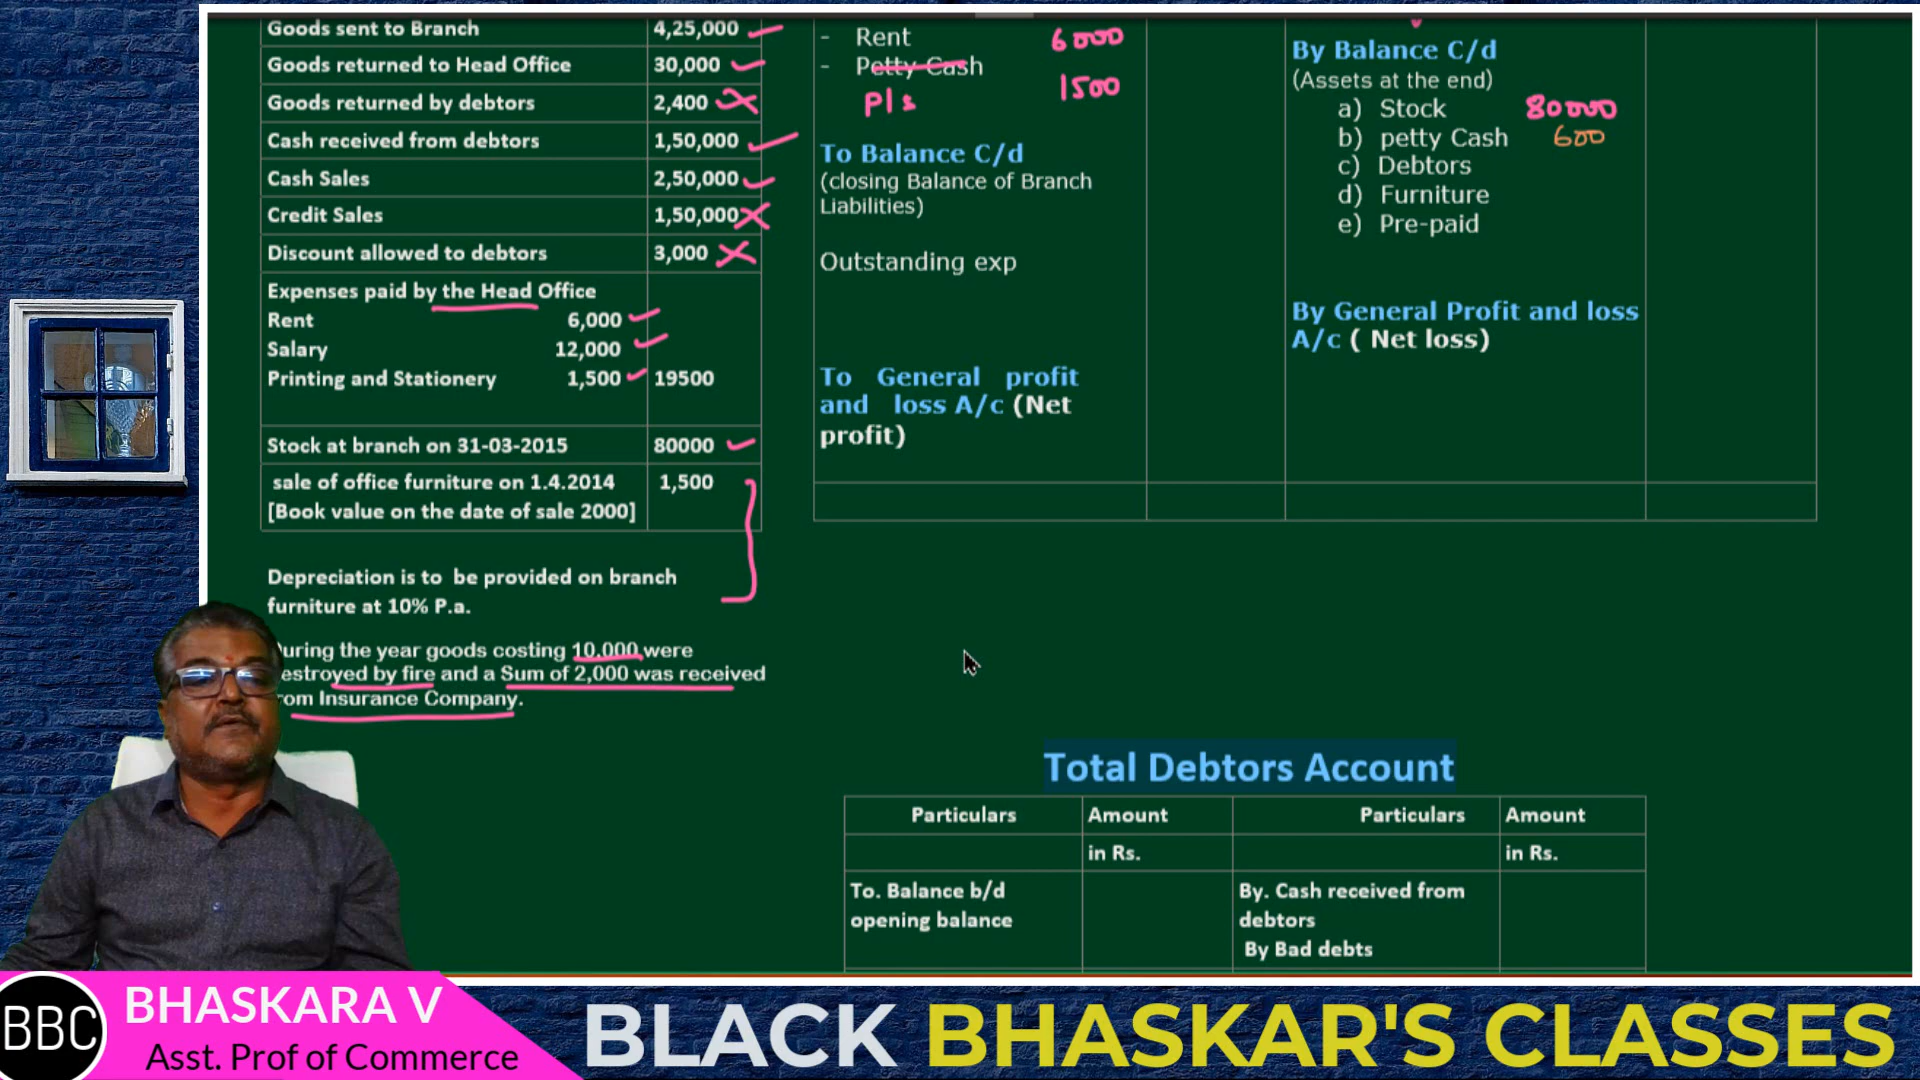 Goods sent to Branch 4,25,000
Goods returned to Head Office 30,000
Goods returned by debtors 2,400
Cash received from debtors 1,50,000
Cash Sales 2,50,000
Credit Sales 1,50,000
Discount allowed to debtors 3,000
Expenses paid by the Head Office
Rent 6,000
Salary 12,000
Printing and Stationery 1,500 19500
Stock at branch on 31-03-2015 80000
sale of office furniture on 1.4.2014 1,500
[Book value on the date of sale 2000]
Depreciation is to be provided on branch
furniture at 10% P.a.
uring the year goods costing 10,000 were
estroyed by fire and a Sum of 2,000 was received
rom Insurance Company.
- Rent 6000
- Petty Cash
P/s 1500
To Balance C/d
(closing Balance of Branch
Liabilities)
Outstanding exp
To General profit
and loss A/c (Net
profit)
By Balance C/d
(Assets at the end)
a) Stock 80000
b) petty Cash 600
c) Debtors
d) Furniture
e) Pre-paid
By General Profit and loss
A/c ( Net loss)
Total Debtors Account
Particulars Amount Particulars Amount
in Rs. in Rs.
To. Balance b/d By. Cash received from
opening balance debtors
By Bad debts
BBC
BHASKARA V
Asst. Prof of Commerce
BLACK BHASKAR'S CLASSES